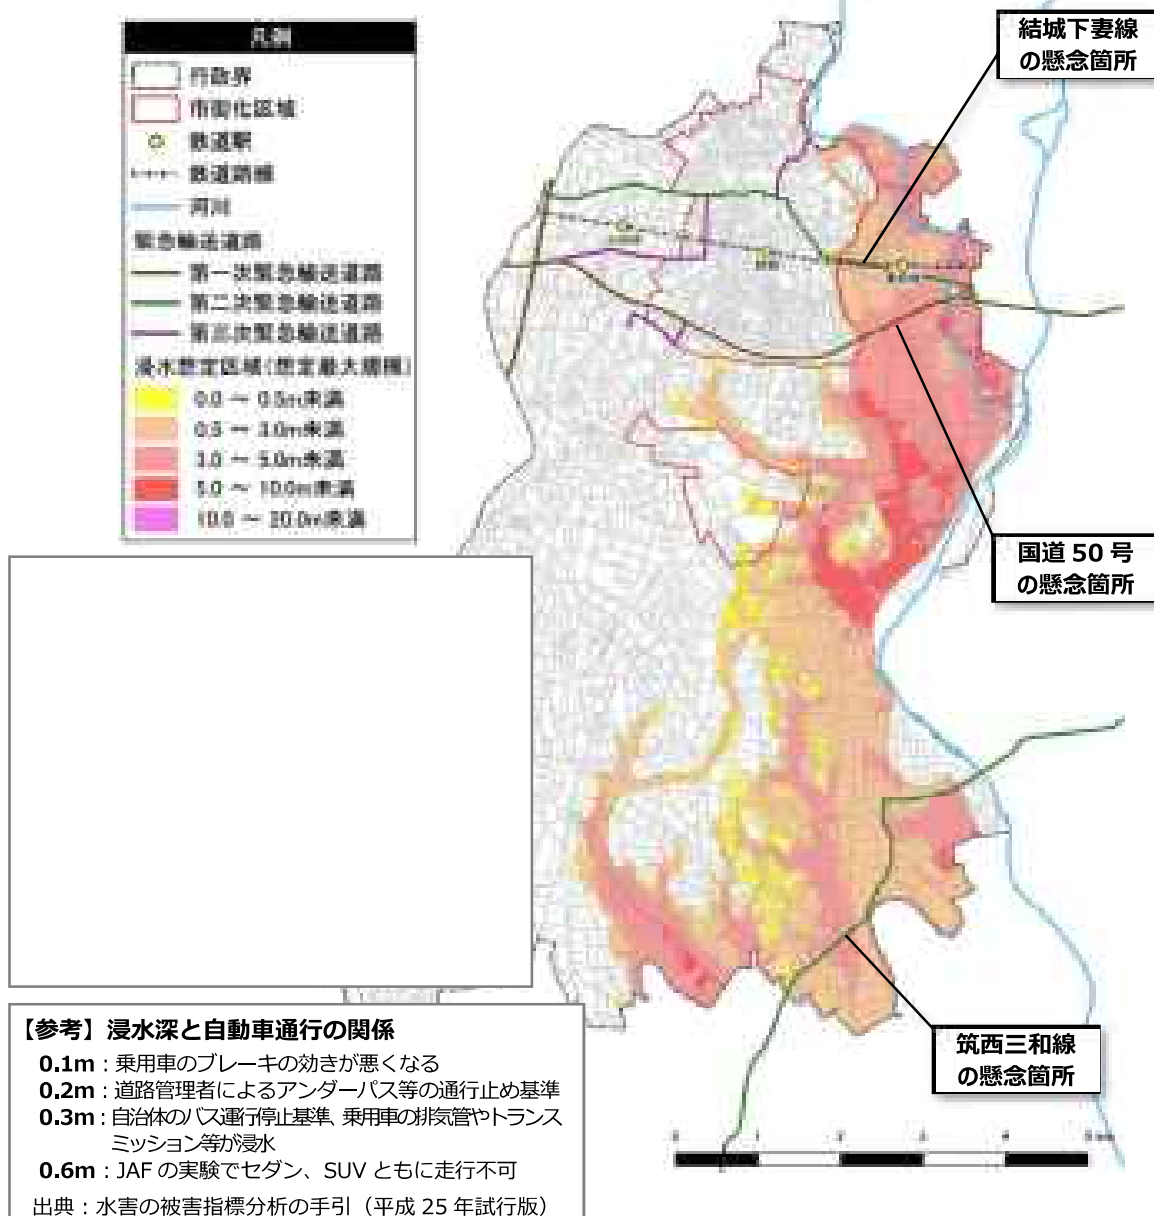 結城下妻線
の懸念箇所
凡例
行政界
市街化区域
鉄道駅
鉄道路線
河川
緊急輸送道路
第一次緊急輸送道路
第二次緊急輸送道路
第三次緊急輸送道路
浸水想定区域(想定最大規模)
0.0 ～ 0.5m未満
0.5 ～ 3.0m未満
3.0 ～ 5.0m未満
5.0 ～ 10.0m未満
10.0 ～ 20.0m未満
国道 50 号
の懸念箇所
【参考】浸水深と自動車通行の関係
0.1m：乗用車のブレーキの効きが悪くなる
0.2m：道路管理者によるアンダーパス等の通行止め基準
0.3m：自治体のバス運行停止基準、乗用車の排気管やトランス
ミッション等が浸水
0.6m：JAF の実験でセダン、SUV ともに走行不可
出典：水害の被害指標分析の手引（平成 25 年試行版）
筑西三和線
の懸念箇所
0 1 2 3 4 5 km